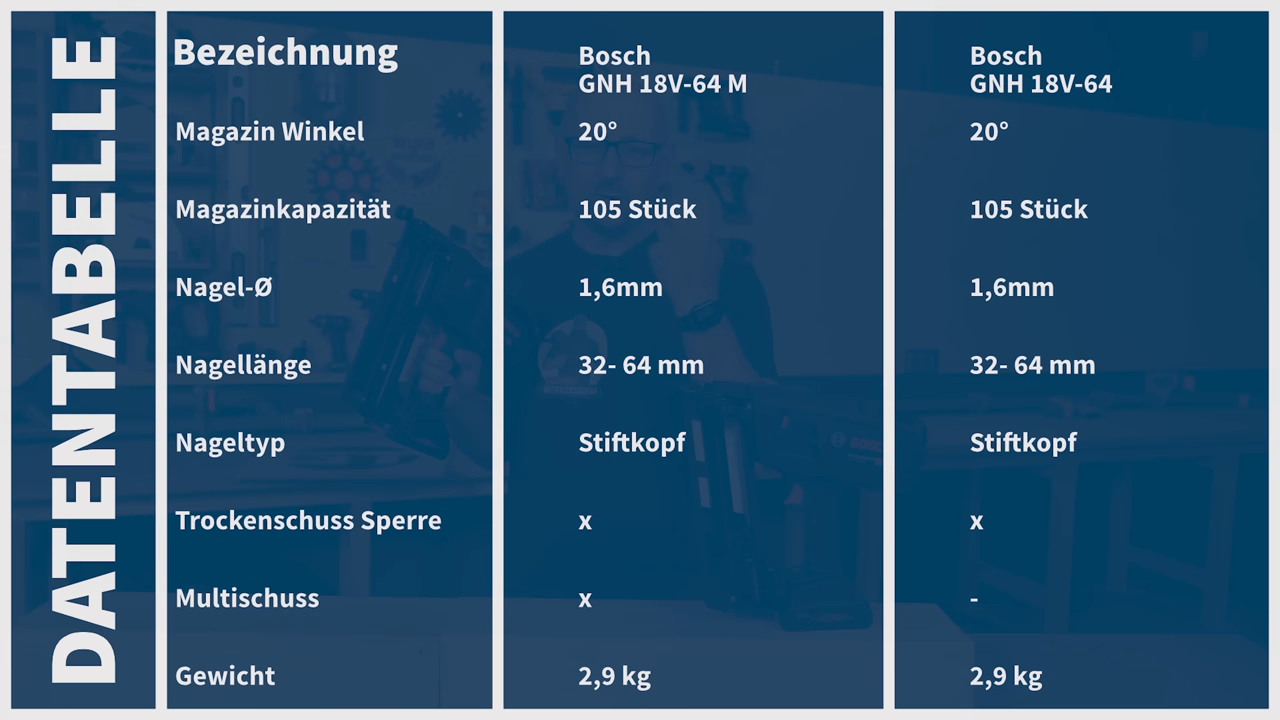 DATENTABELLE
Bezeichnung
Bosch
GNH 18V-64 M
Bosch
GNH 18V-64
Magazin Winkel 20° 20°
Magazinkapazität 105 Stück 105 Stück
Nagel-Ø 1,6mm 1,6mm
Nagellänge 32- 64 mm 32- 64 mm
Nageltyp Stiftkopf Stiftkopf
Trockenschuss Sperre x x
Multischuss x -
Gewicht 2,9 kg 2,9 kg